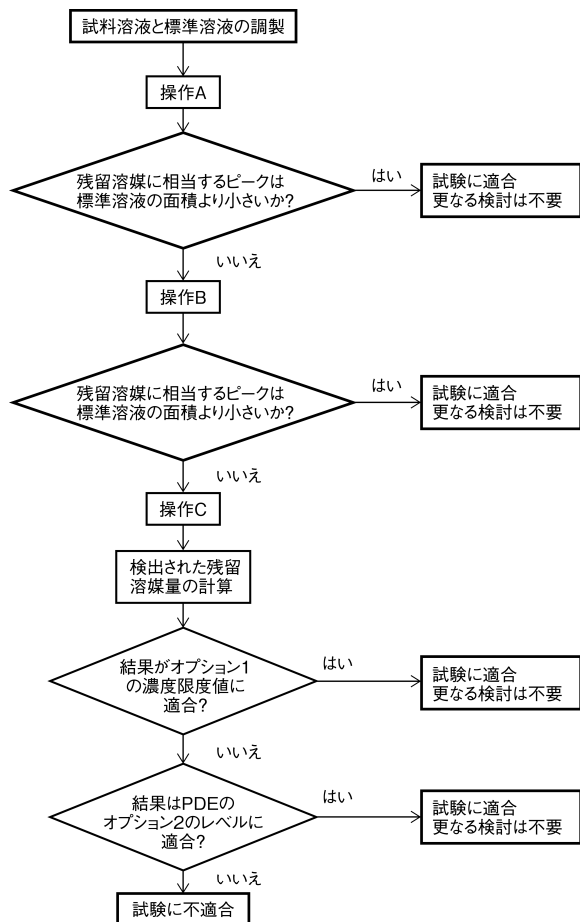 試料溶液と標準溶液の調製
操作A
残留溶媒に相当するピークは
標準溶液の面積より小さいか?
はい
試験に適合
更なる検討は不要
いいえ
操作B
残留溶媒に相当するピークは
標準溶液の面積より小さいか?
はい
試験に適合
更なる検討は不要
いいえ
操作C
検出された残留
溶媒量の計算
結果がオプション1
の濃度限度値に
適合?
はい
試験に適合
更なる検討は不要
いいえ
結果はPDEの
オプション2のレベルに
適合?
はい
試験に適合
更なる検討は不要
いいえ
試験に不適合